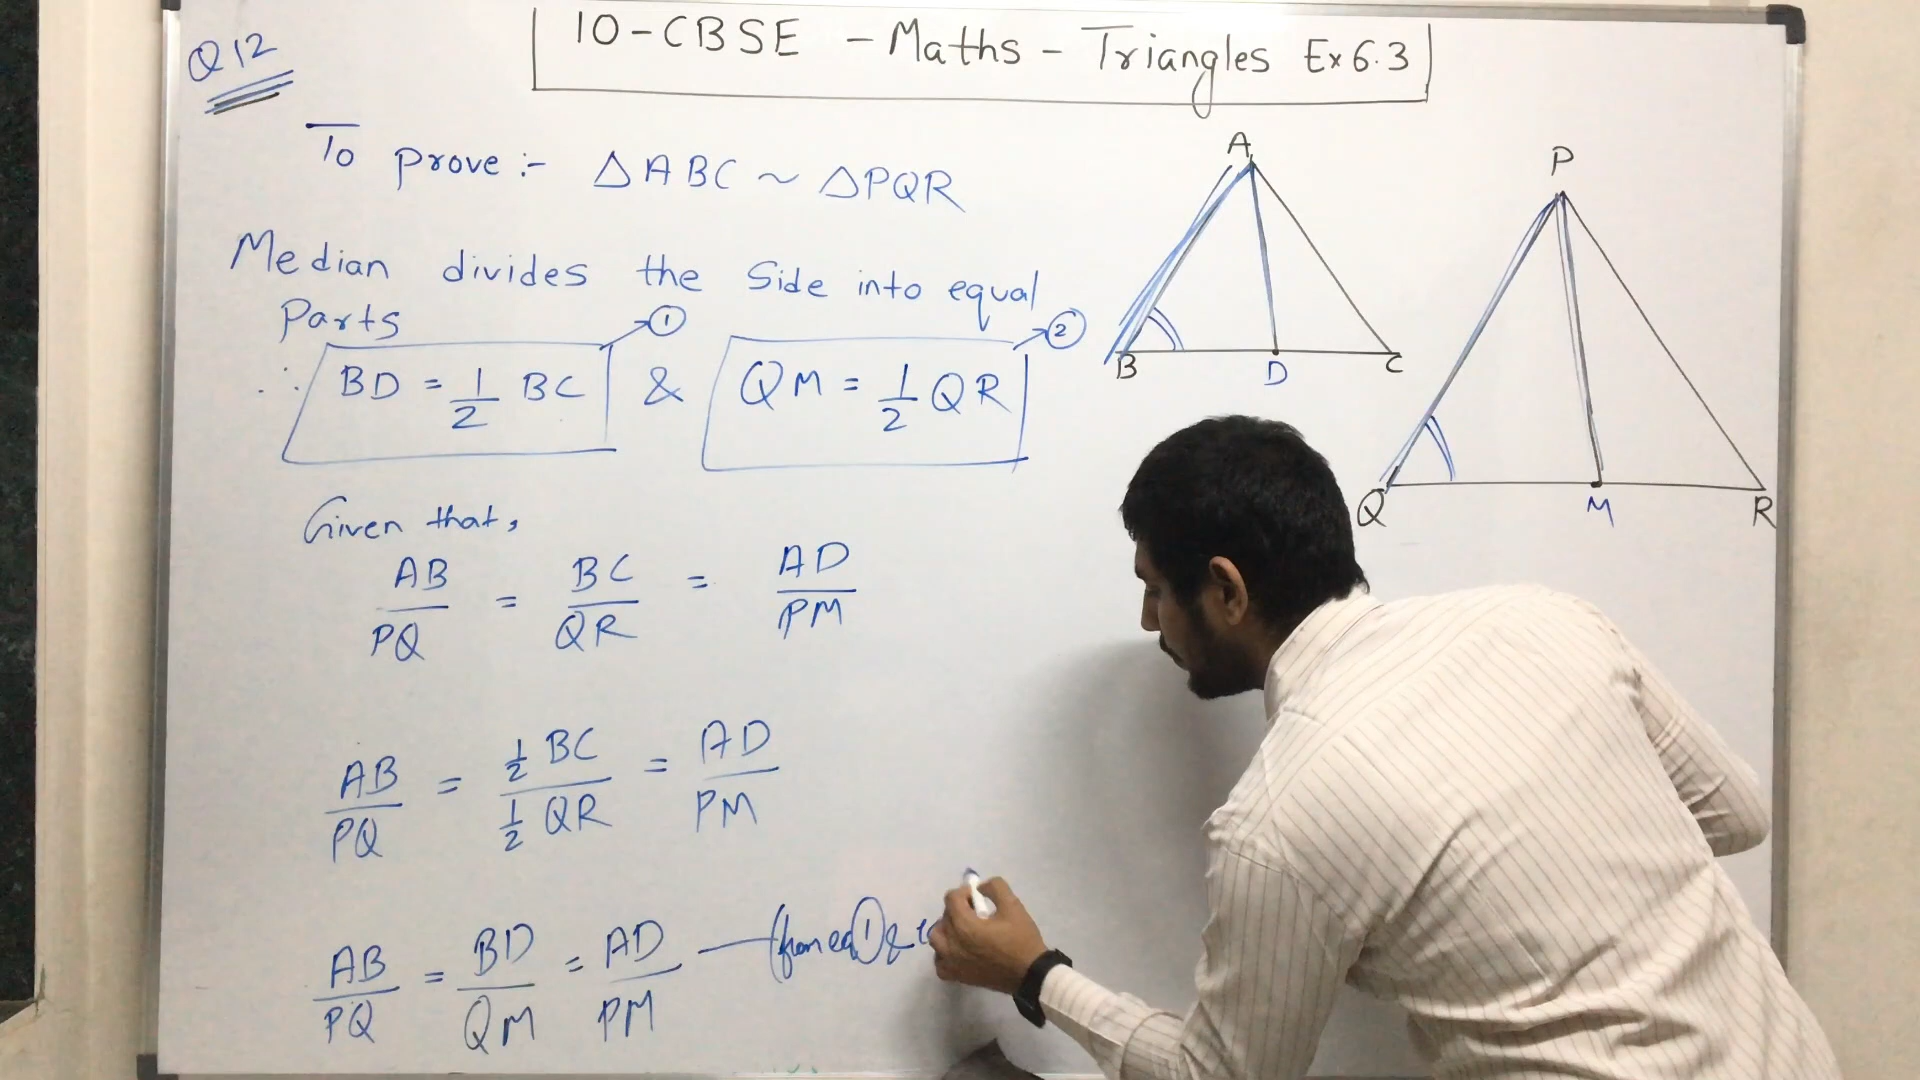 Q12
10-CBSE - Maths - Triangles Ex 6.3
To prove :- △ABC ~ △PQR
Median divides the Side into equal
Parts
① ②
∴ BD = 1/2 BC & QM = 1/2 QR
Given that,
AB/PQ = BC/QR = AD/PM
AB/PQ = 1/2 BC / 1/2 QR = AD/PM
AB/PQ = BD/QM = AD/PM — (from eq ① &
A
B D C
P
Q M R